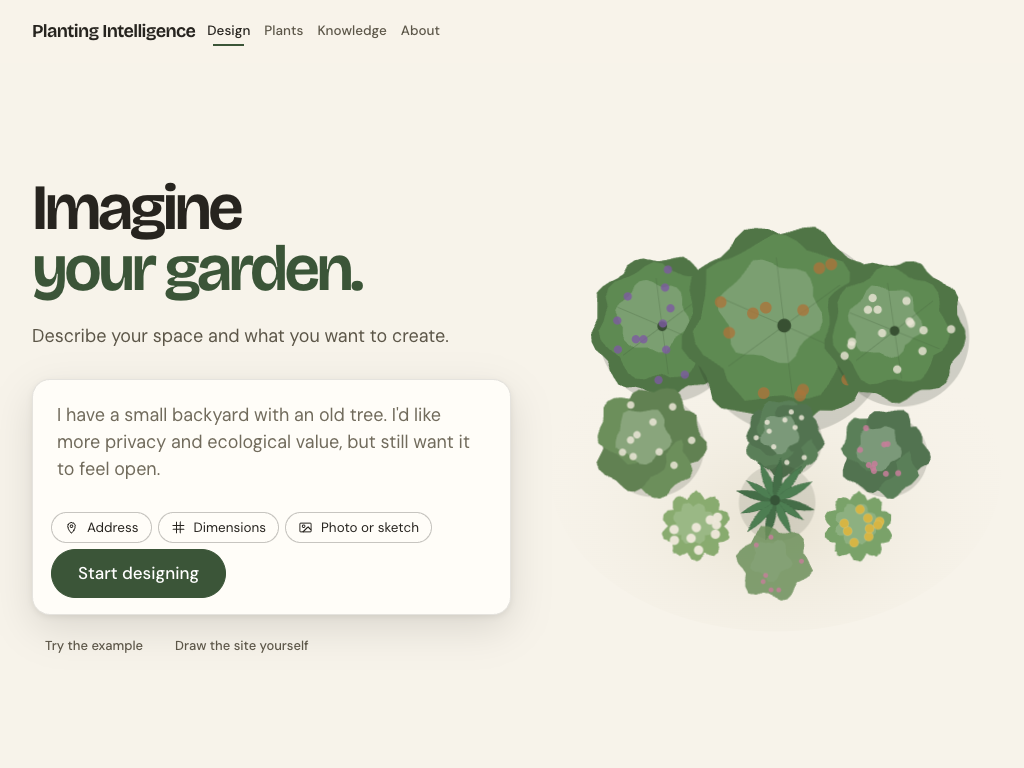 Planting Intelligence Design Plants Knowledge About
Imagine
your garden.
Describe your space and what you want to create.
I have a small backyard with an old tree. I'd like
more privacy and ecological value, but still want it
to feel open.
Address Dimensions Photo or sketch
Start designing
Try the example Draw the site yourself